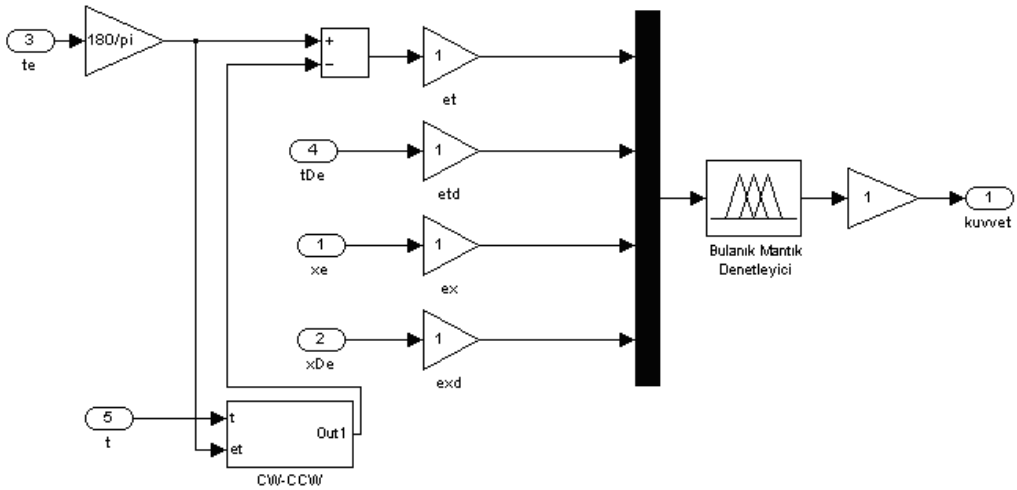 3
te
180/pi
+
−
1
et
4
tDe
1
etd
1
xe
1
ex
2
xDe
1
exd
5
t
t
et
Out1
CW-CCW
Bulanık Mantık
Denetleyici
1
1
kuvvet